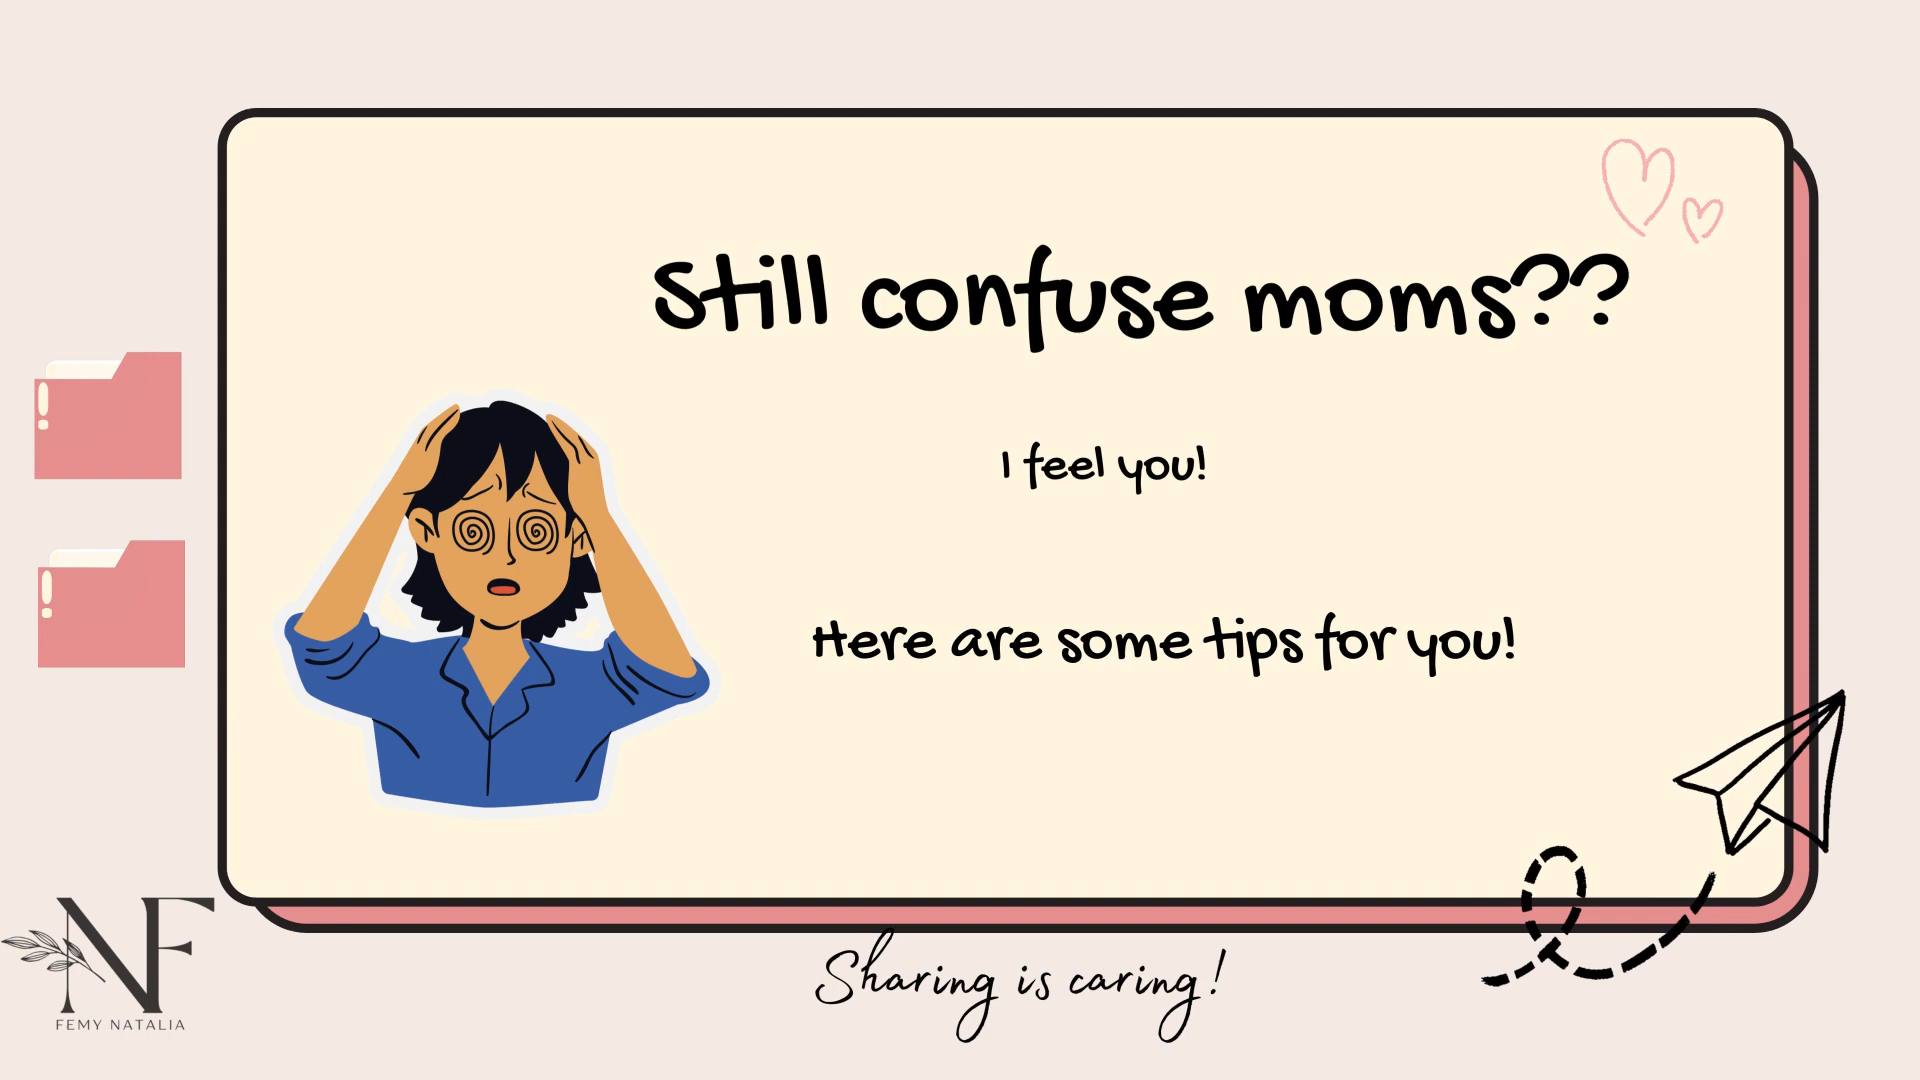 Still confuse moms??
I feel you!
Here are some tips for you!
Sharing is caring!
NF
FEMY NATALIA